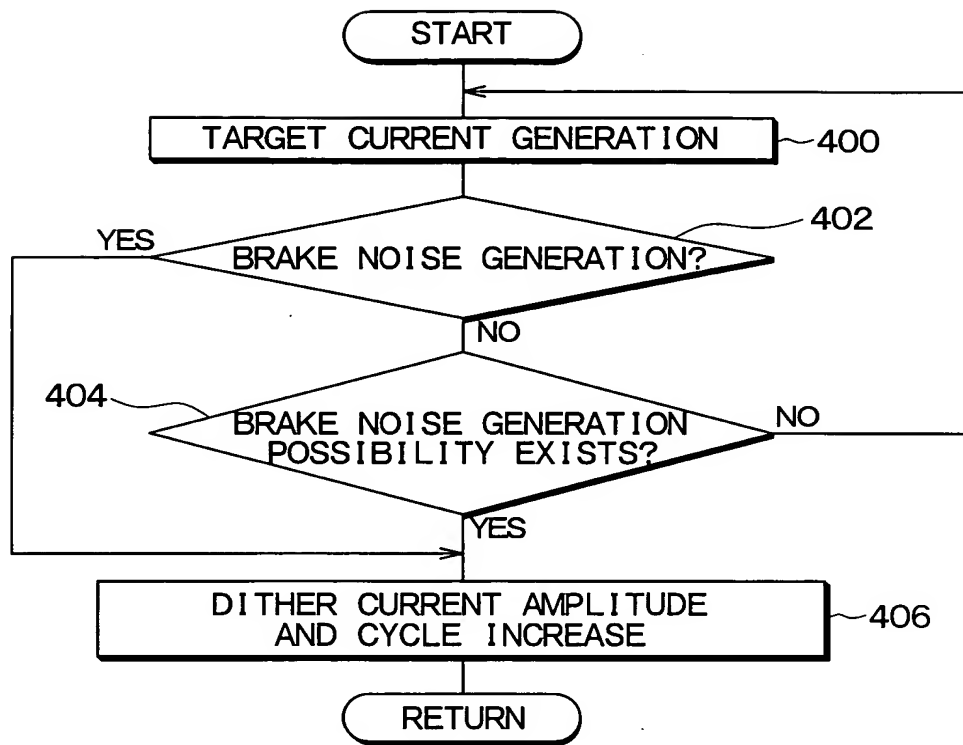 START
TARGET CURRENT GENERATION
400
402
YES
BRAKE NOISE GENERATION?
NO
404
BRAKE NOISE GENERATION
POSSIBILITY EXISTS?
NO
YES
DITHER CURRENT AMPLITUDE
AND CYCLE INCREASE
406
RETURN